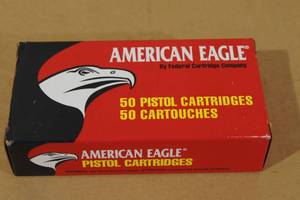 AMERICAN EAGLE®
By Federal Cartridge Company
50 PISTOL CARTRIDGES
50 CARTOUCHES
AMERICAN EAGLE®
PISTOL CARTRIDGES